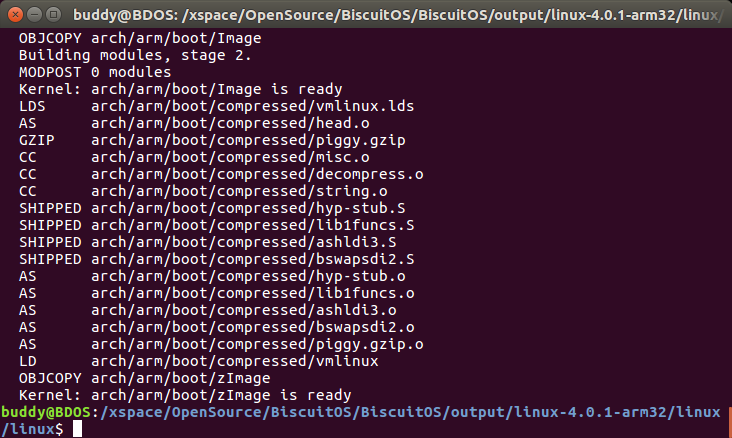 buddy@BDOS: /xspace/OpenSource/BiscuitOS/BiscuitOS/output/linux-4.0.1-arm32/linux/
OBJCOPY arch/arm/boot/Image
Building modules, stage 2.
MODPOST 0 modules
Kernel: arch/arm/boot/Image is ready
LDS     arch/arm/boot/compressed/vmlinux.lds
AS      arch/arm/boot/compressed/head.o
GZIP    arch/arm/boot/compressed/piggy.gzip
CC      arch/arm/boot/compressed/misc.o
CC      arch/arm/boot/compressed/decompress.o
CC      arch/arm/boot/compressed/string.o
SHIPPED arch/arm/boot/compressed/hyp-stub.S
SHIPPED arch/arm/boot/compressed/lib1funcs.S
SHIPPED arch/arm/boot/compressed/ashldi3.S
SHIPPED arch/arm/boot/compressed/bswapsdi2.S
AS      arch/arm/boot/compressed/hyp-stub.o
AS      arch/arm/boot/compressed/lib1funcs.o
AS      arch/arm/boot/compressed/ashldi3.o
AS      arch/arm/boot/compressed/bswapsdi2.o
AS      arch/arm/boot/compressed/piggy.gzip.o
LD      arch/arm/boot/compressed/vmlinux
OBJCOPY arch/arm/boot/zImage
Kernel: arch/arm/boot/zImage is ready
buddy@BDOS:/xspace/OpenSource/BiscuitOS/BiscuitOS/output/linux-4.0.1-arm32/linux
/linux$